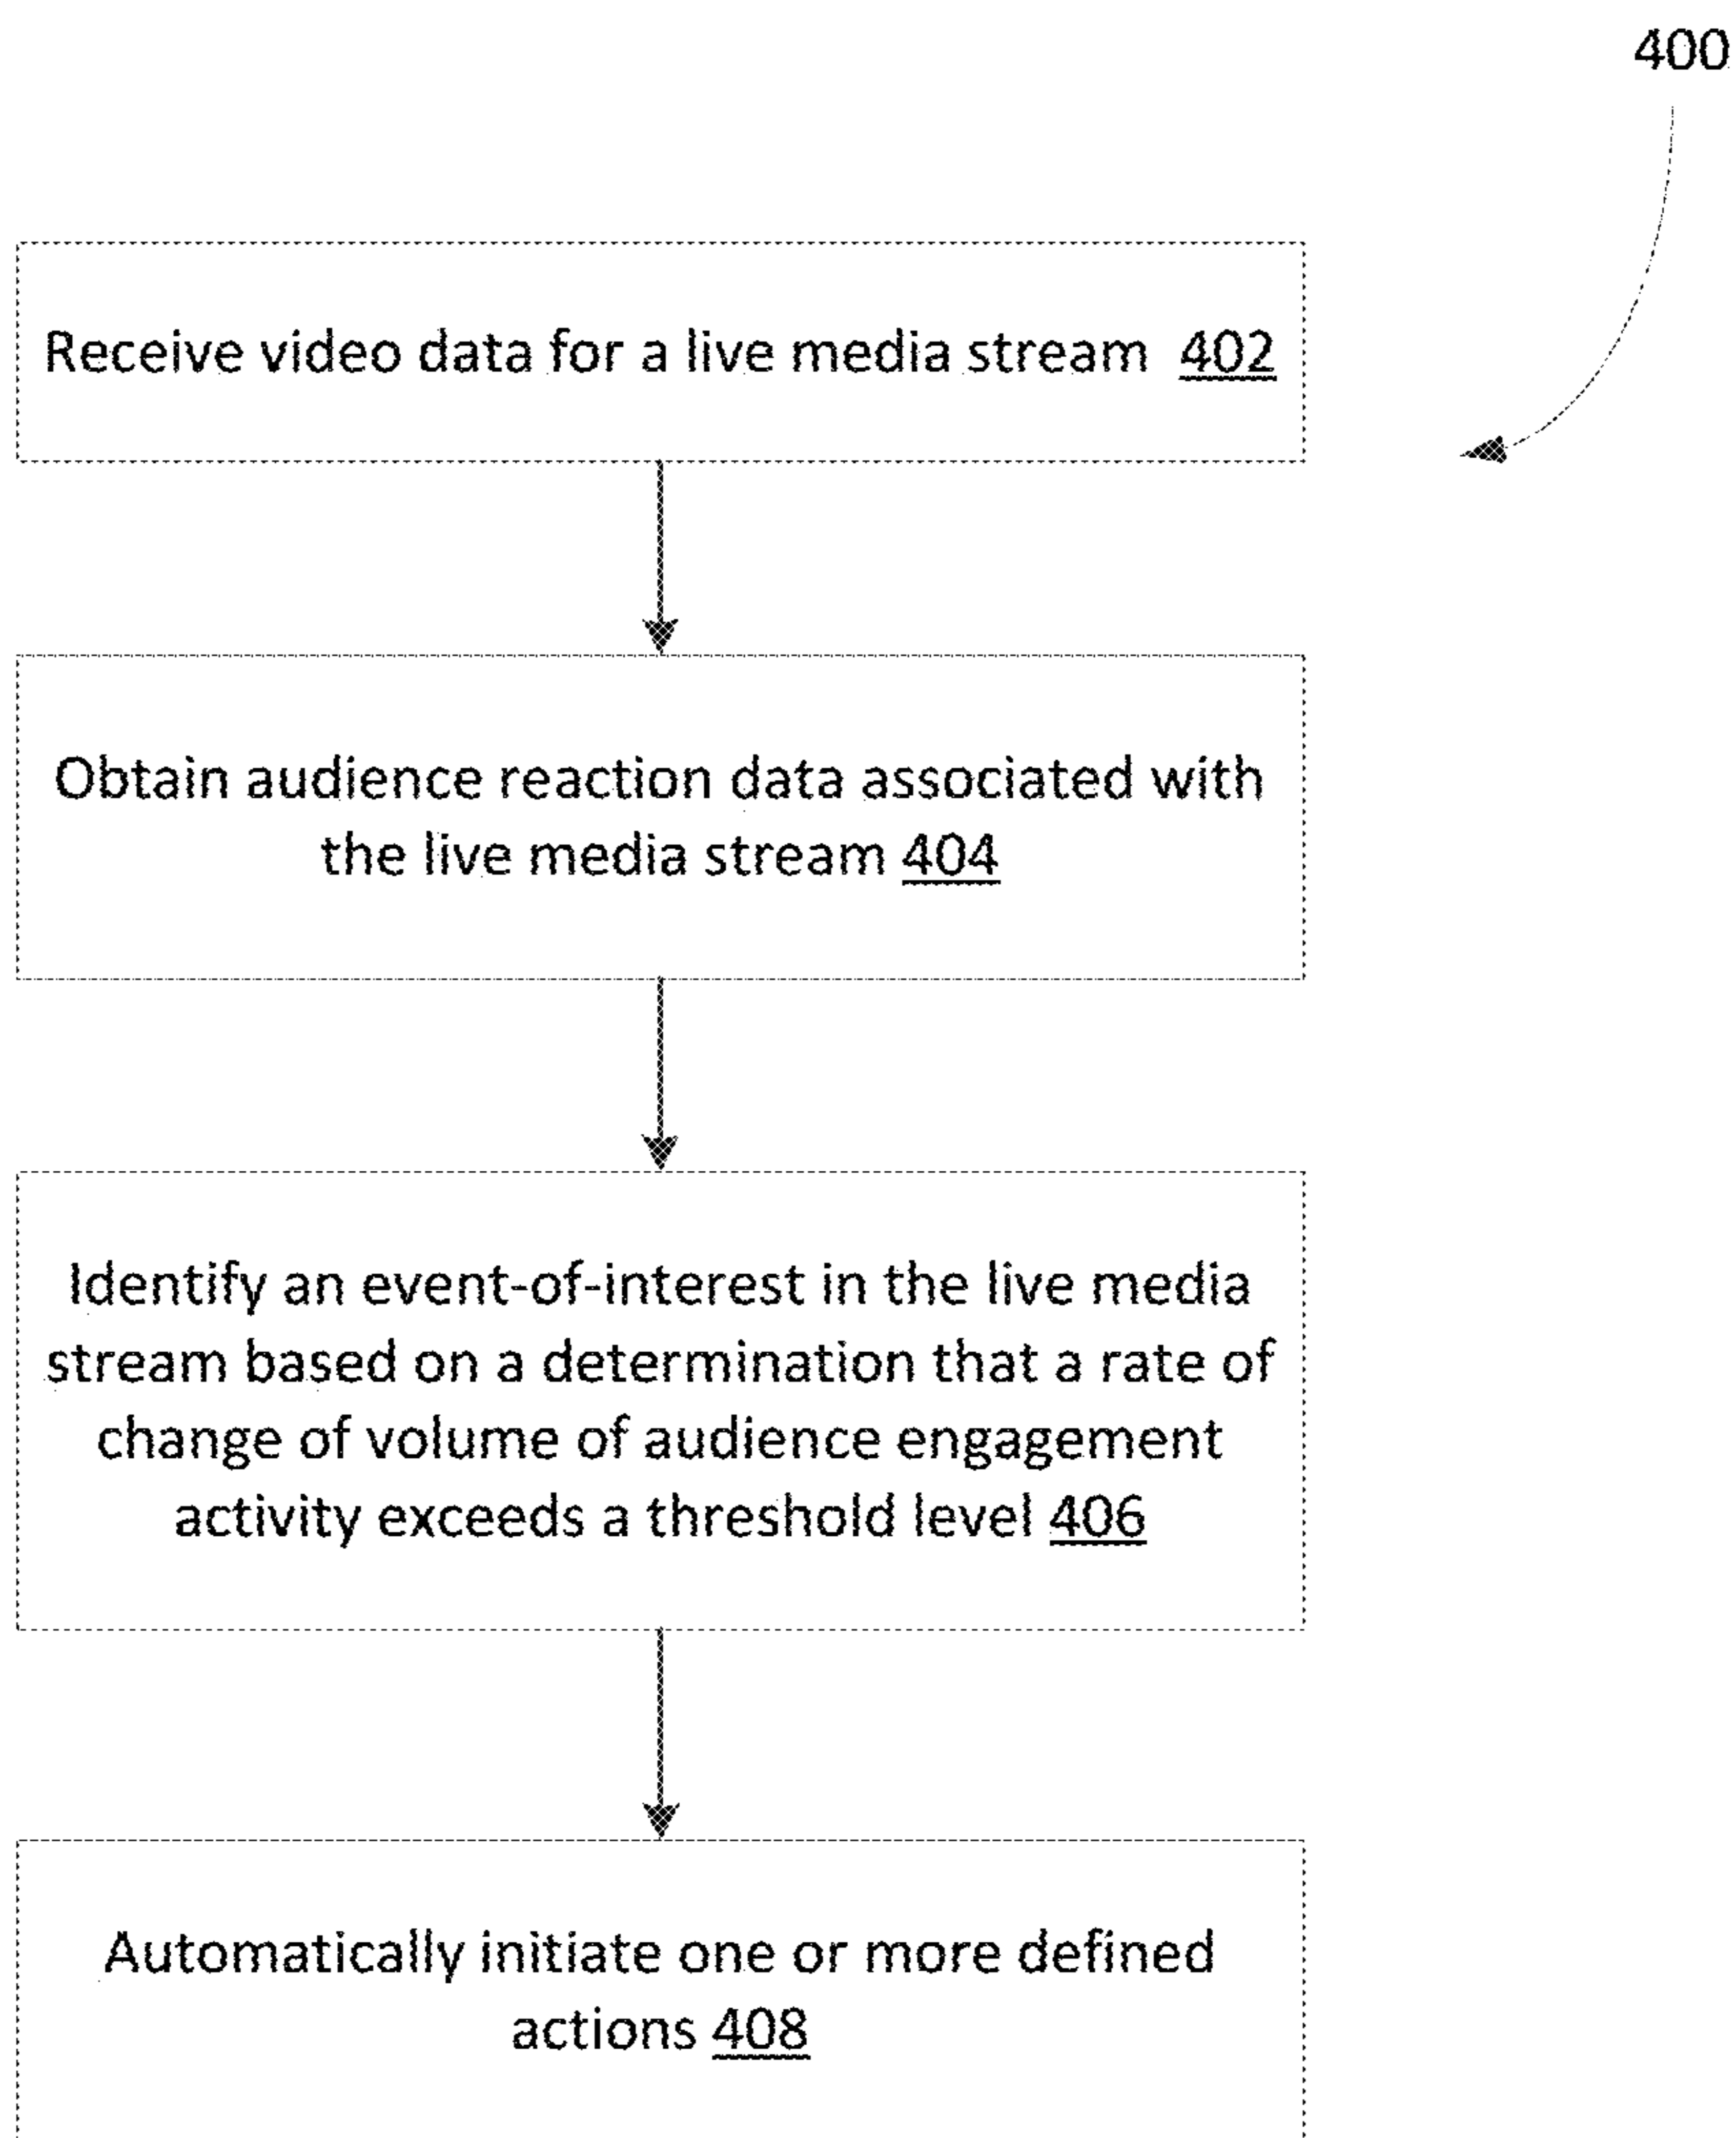 400
Receive video data for a live media stream 402
Obtain audience reaction data associated with
the live media stream 404
Identify an event-of-interest in the live media
stream based on a determination that a rate of
change of volume of audience engagement
activity exceeds a threshold level 406
Automatically initiate one or more defined
actions 408